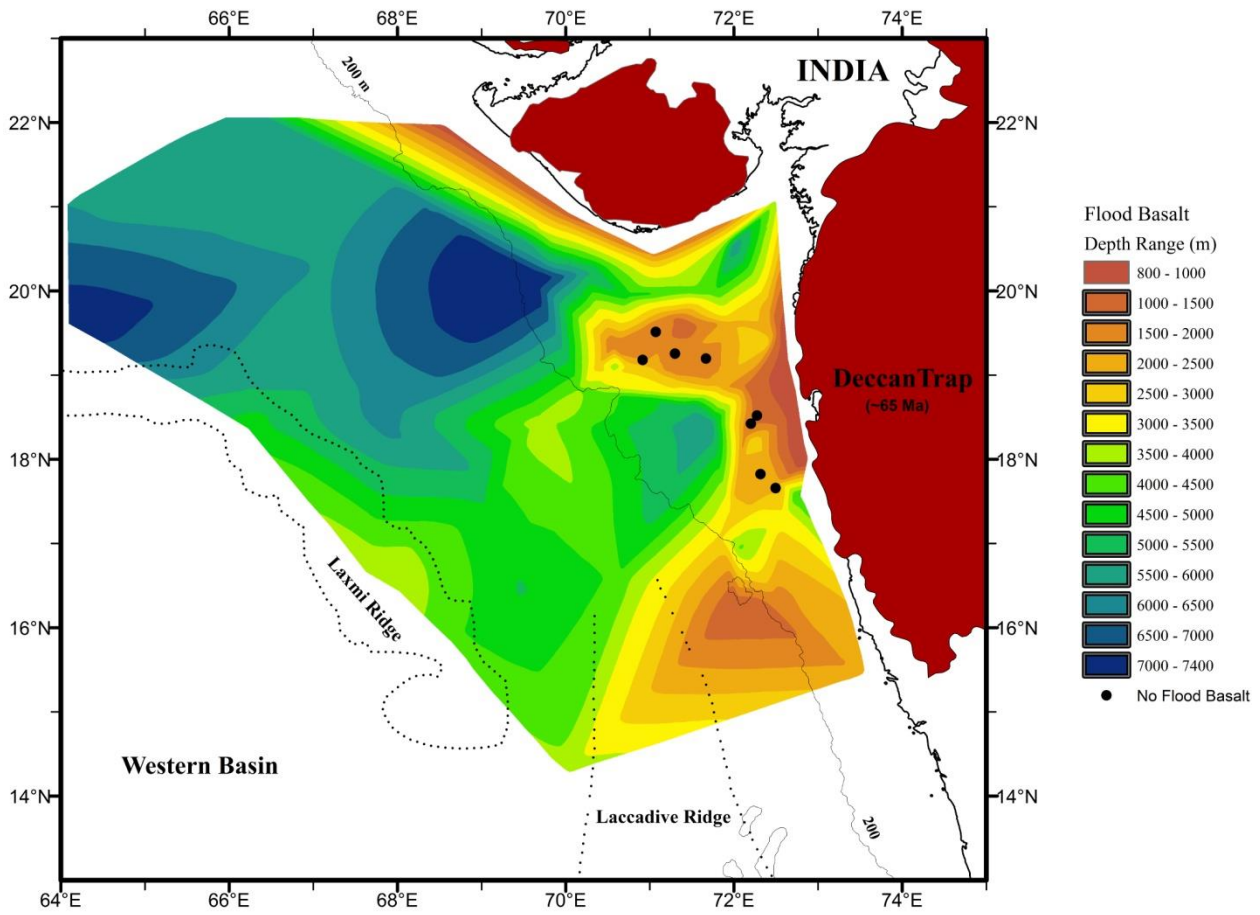 66°E 68°E 70°E 72°E 74°E
200 m
INDIA
22°N 22°N
20°N 20°N
DeccanTrap
(~65 Ma)
18°N 18°N
Laxmi Ridge
16°N 16°N
Western Basin
14°N 14°N
Laccadive Ridge
200
64°E 66°E 68°E 70°E 72°E 74°E
Flood Basalt
Depth Range (m)
800 - 1000
1000 - 1500
1500 - 2000
2000 - 2500
2500 - 3000
3000 - 3500
3500 - 4000
4000 - 4500
4500 - 5000
5000 - 5500
5500 - 6000
6000 - 6500
6500 - 7000
7000 - 7400
No Flood Basalt